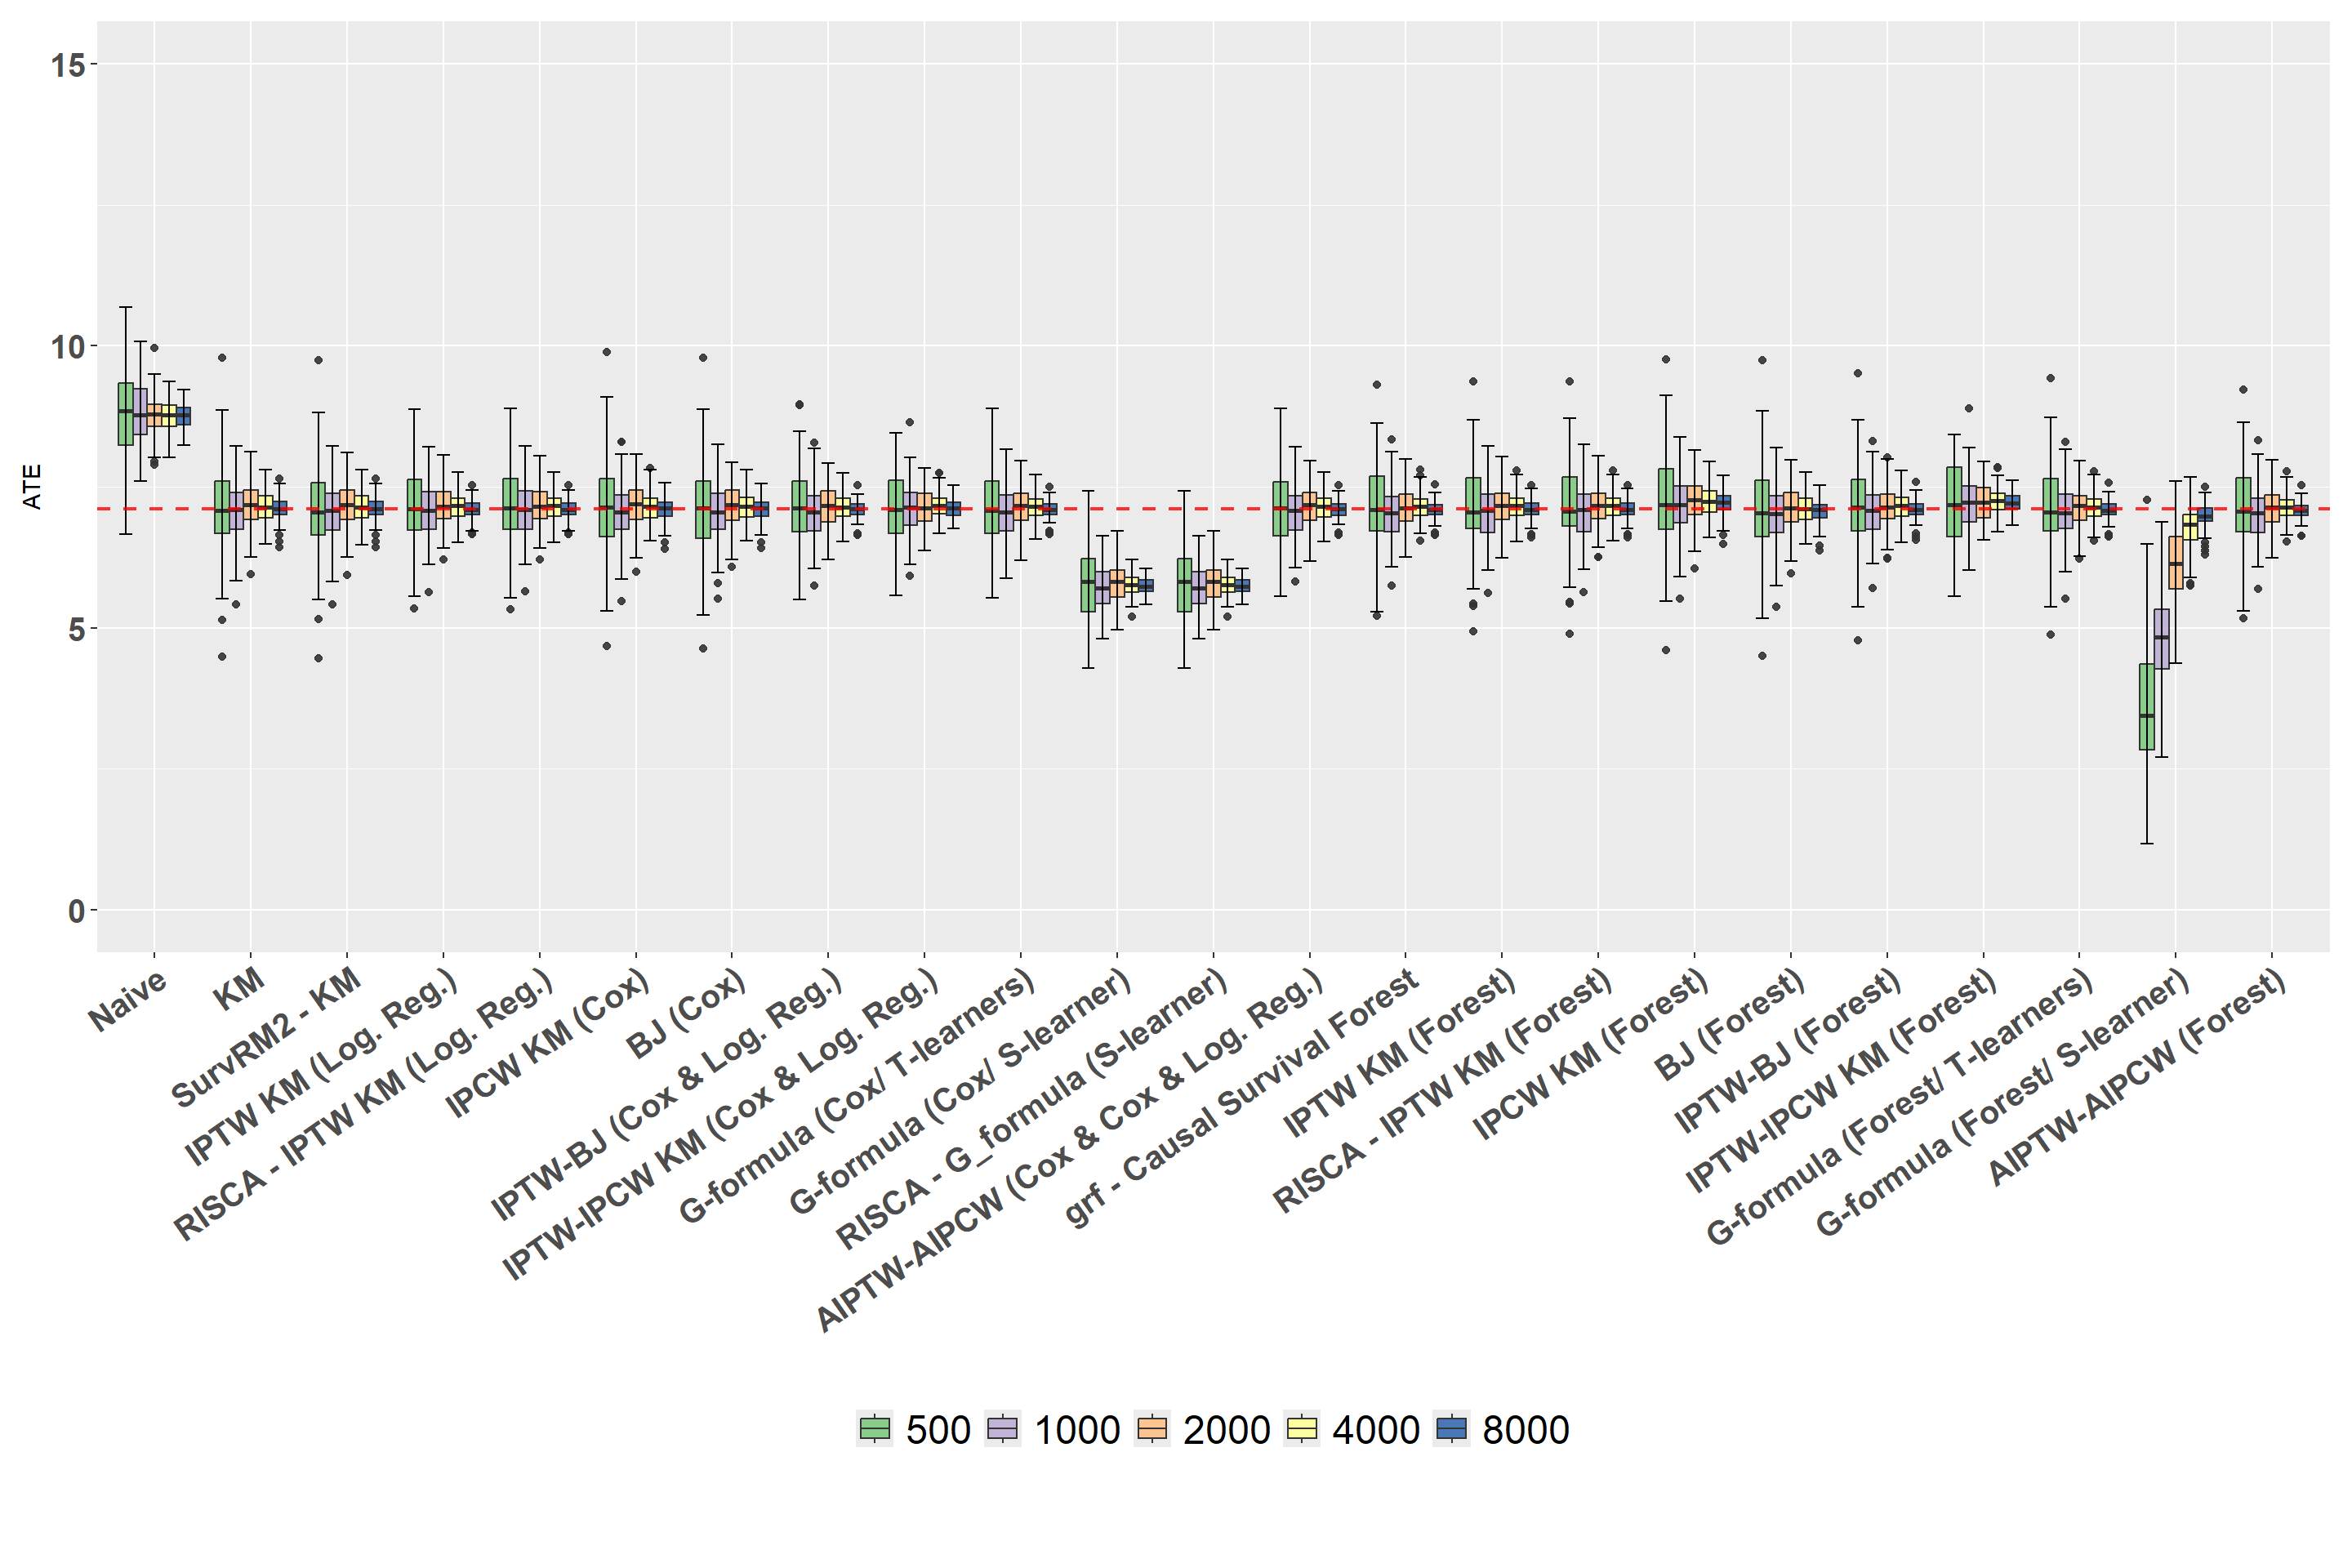 15
10
5
0
ATE
Naive
KM
SurvRM2 - KM
IPTW KM (Log. Reg.)
RISCA - IPTW KM (Log. Reg.)
IPCW KM (Cox)
BJ (Cox)
IPTW-BJ (Cox & Log. Reg.)
IPTW-IPCW KM (Cox & Log. Reg.)
G-formula (Cox/ T-learners)
G-formula (Cox/ S-learner)
RISCA - G_formula (S-learner)
AIPTW-AIPCW (Cox & Cox & Log. Reg.)
grf - Causal Survival Forest
IPTW KM (Forest)
RISCA - IPTW KM (Forest)
IPCW KM (Forest)
BJ (Forest)
IPTW-BJ (Forest)
IPTW-IPCW KM (Forest)
G-formula (Forest/ T-learners)
G-formula (Forest/ S-learner)
AIPTW-AIPCW (Forest)
500 1000 2000 4000 8000